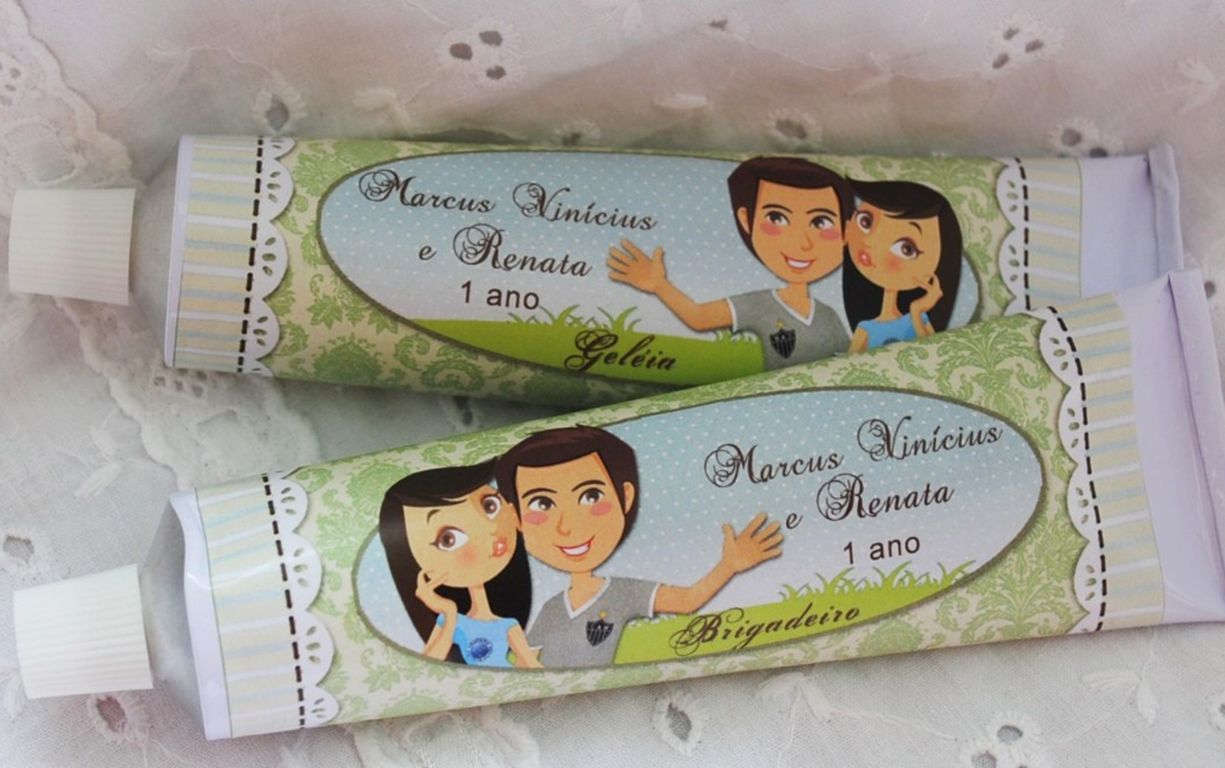 Marcus Vinícius
e Renata
1 ano
Geléia
Marcus Vinícius
e Renata
1 ano
Brigadeiro